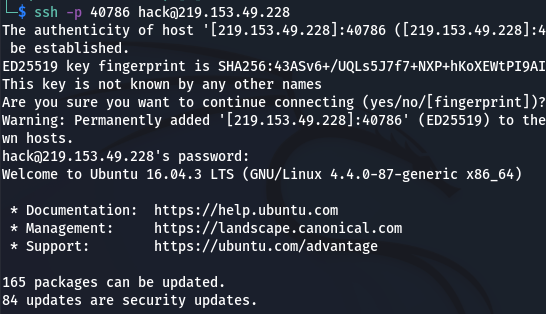 └─$ ssh -p 40786 hack@219.153.49.228
The authenticity of host '[219.153.49.228]:40786 ([219.153.49.228]:4
 be established.
ED25519 key fingerprint is SHA256:43ASv6+/UQLs5J7f7+NXP+hKoXEWtPI9AI
This key is not known by any other names
Are you sure you want to continue connecting (yes/no/[fingerprint])?
Warning: Permanently added '[219.153.49.228]:40786' (ED25519) to the
wn hosts.
hack@219.153.49.228's password:
Welcome to Ubuntu 16.04.3 LTS (GNU/Linux 4.4.0-87-generic x86_64)
 * Documentation:  https://help.ubuntu.com
 * Management:     https://landscape.canonical.com
 * Support:        https://ubuntu.com/advantage
165 packages can be updated.
84 updates are security updates.